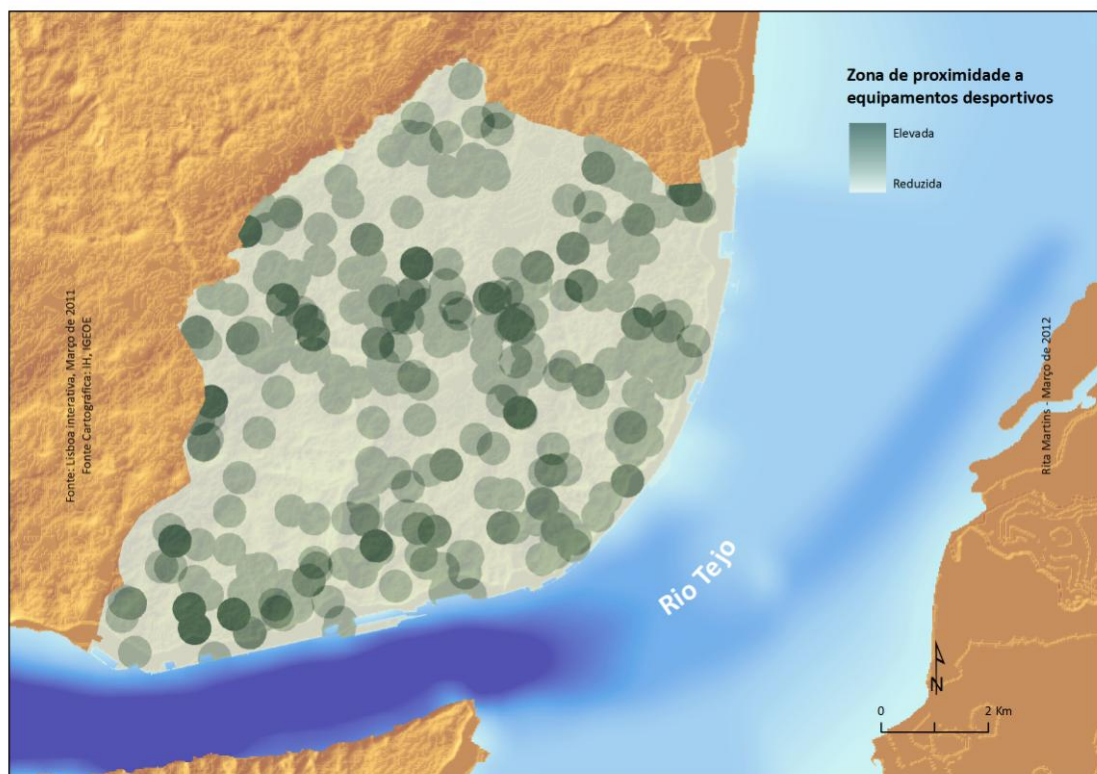 Zona de proximidade a
equipamentos desportivos
Elevada
Reduzida
Fonte: Lisboa interativa, Março de 2011
Fonte Cartográfica: IH, IGEOE
Rita Martins - Março de 2012
Rio Tejo
N
0 2 Km